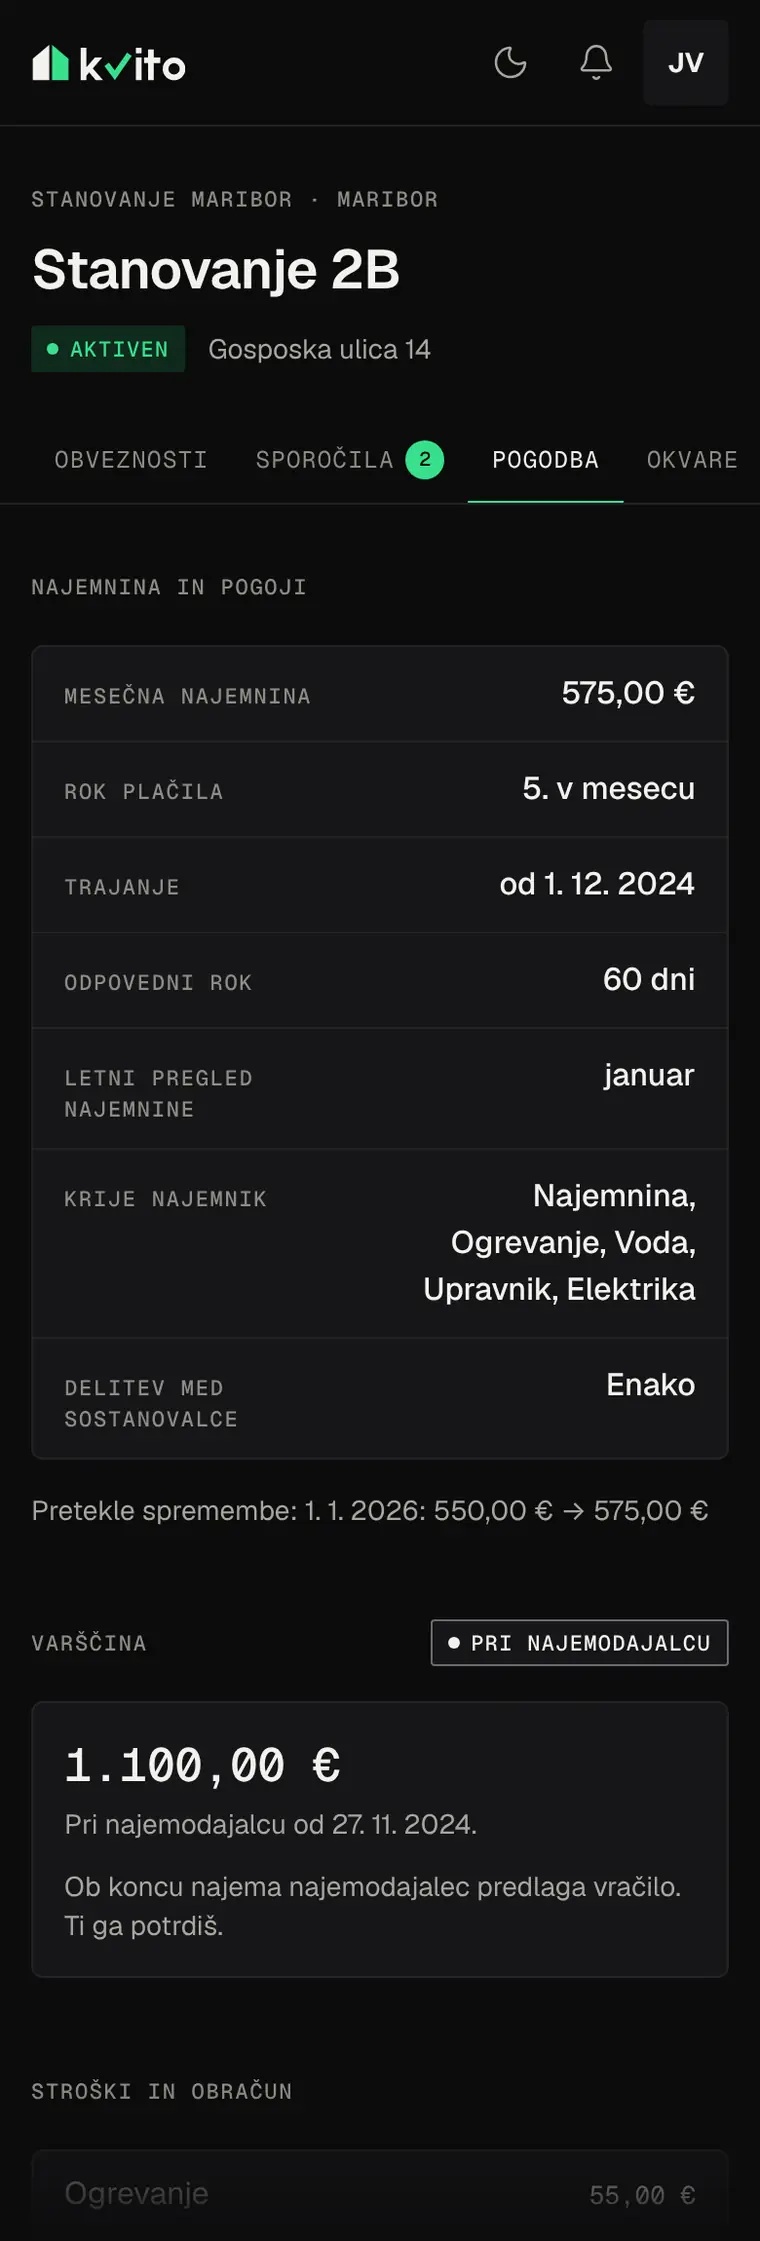 kvito
JV
STANOVANJE MARIBOR · MARIBOR
Stanovanje 2B
AKTIVEN
Gosposka ulica 14
OBVEZNOSTI
SPOROČILA 2
POGODBA
OKVARE
NAJEMNINA IN POGOJI
MESEČNA NAJEMNINA
575,00 €
ROK PLAČILA
5. v mesecu
TRAJANJE
od 1. 12. 2024
ODPOVEDNI ROK
60 dni
LETNI PREGLED
NAJEMNINE
januar
KRIJE NAJEMNIK
Najemnina,
Ogrevanje, Voda,
Upravnik, Elektrika
DELITEV MED
SOSTANOVALCE
Enako
Pretekle spremembe: 1. 1. 2026: 550,00 € → 575,00 €
VARŠČINA
PRI NAJEMODAJALCU
1.100,00 €
Pri najemodajalcu od 27. 11. 2024.
Ob koncu najema najemodajalec predlaga vračilo.
Ti ga potrdiš.
STROŠKI IN OBRAČUN
Ogrevanje
55,00 €